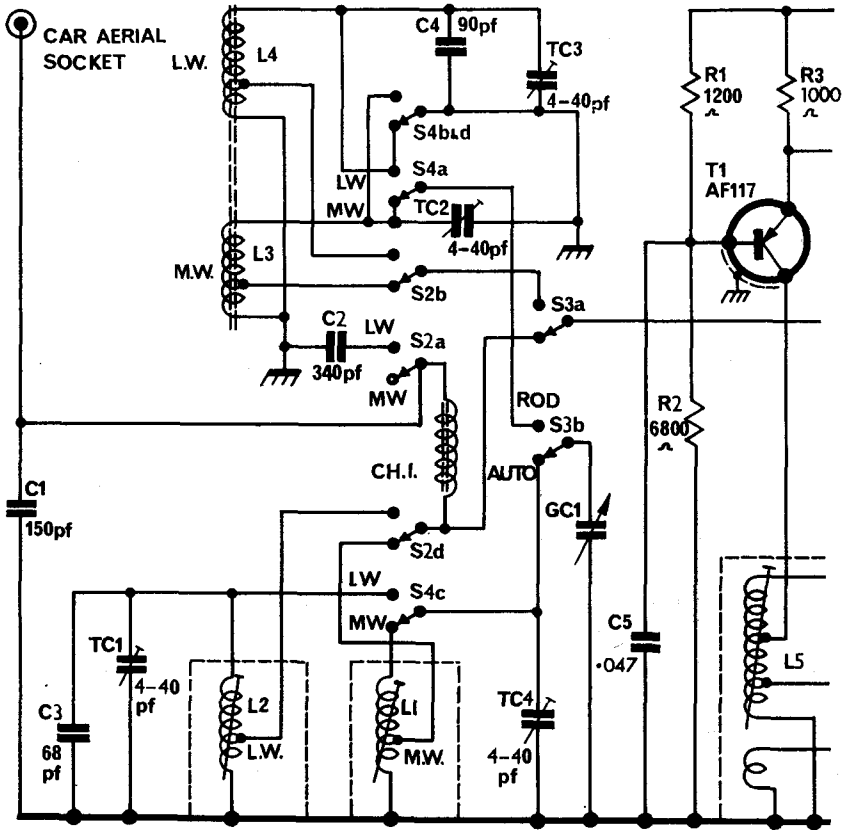 CAR AERIAL
SOCKET
L.W.
L4
C4
90pf
TC3
4-40pf
R1
1200
Ω
R3
1000
Ω
S4b&d
S4a
LW
MW
TC2
4-40pf
T1
AF117
L3
M.W.
S2b
S3a
C2
LW
340pf
S2a
MW
ROD
S3b
AUTO
R2
6800
Ω
CH.f.
GC1
C1
150pf
S2d
LW
S4c
MW
C5
.047
TC1
4-40
pf
C3
68
pf
L2
L.W.
L1
M.W.
TC4
4-40
pf
L5